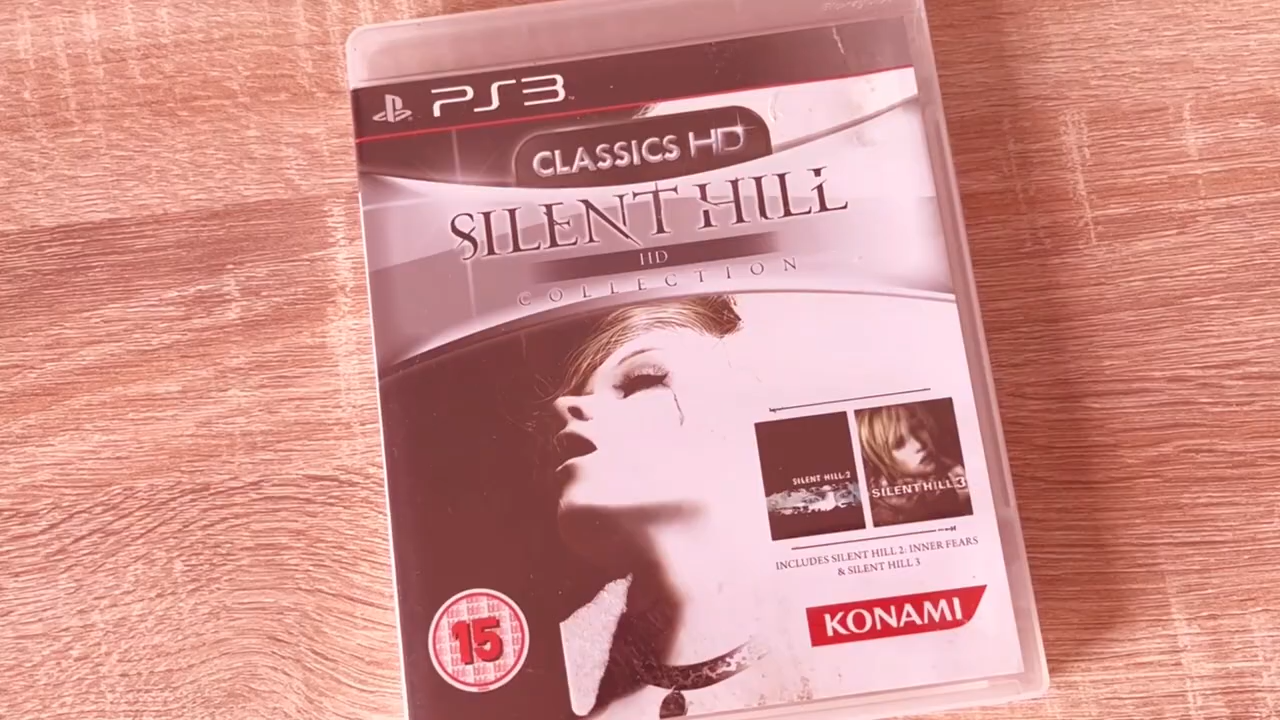 PS3
CLASSICS HD
SILENT HILL
HD
COLLECTION
SILENT HILL 2
SILENT HILL 3
INCLUDES SILENT HILL 2: INNER FEARS
& SILENT HILL 3
KONAMI
15